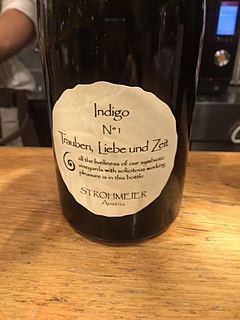 Indigo
N° 1
Trauben, Liebe und Zeit
all the liveliness of our symbiotic
vineyards with solicitous working
pleasure is in this bottle
STROHMEIER
Austria